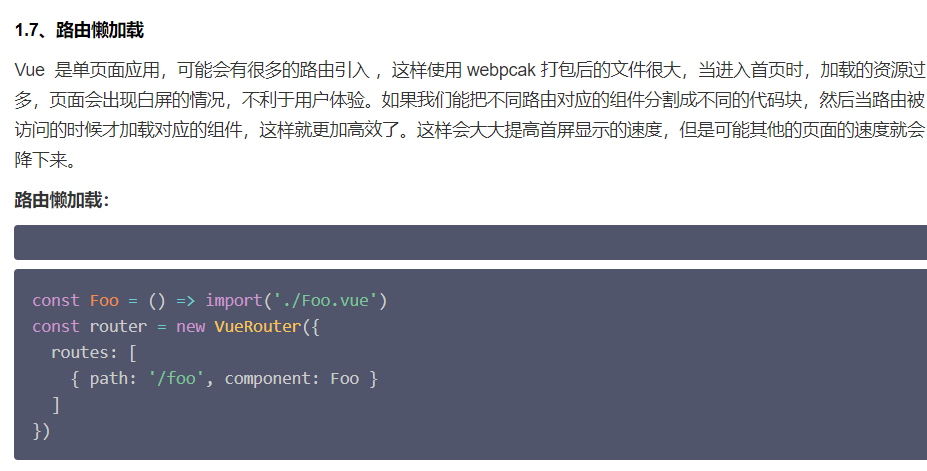 1.7、路由懒加载
Vue 是单页面应用，可能会有很多的路由引入 ，这样使用 webpcak 打包后的文件很大，当进入首页时，加载的资源过
多，页面会出现白屏的情况，不利于用户体验。如果我们能把不同路由对应的组件分割成不同的代码块，然后当路由被
访问的时候才加载对应的组件，这样就更加高效了。这样会大大提高首屏显示的速度，但是可能其他的页面的速度就会
降下来。
路由懒加载：
const Foo = () => import('./Foo.vue')
const router = new VueRouter({
  routes: [
    { path: '/foo', component: Foo }
  ]
})